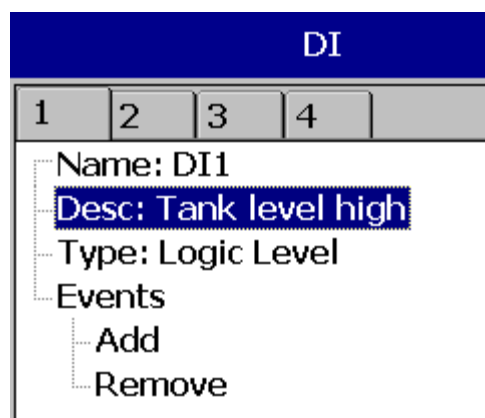 DI
1 2 3 4
Name: DI1
Desc: Tank level high
Type: Logic Level
Events
Add
Remove